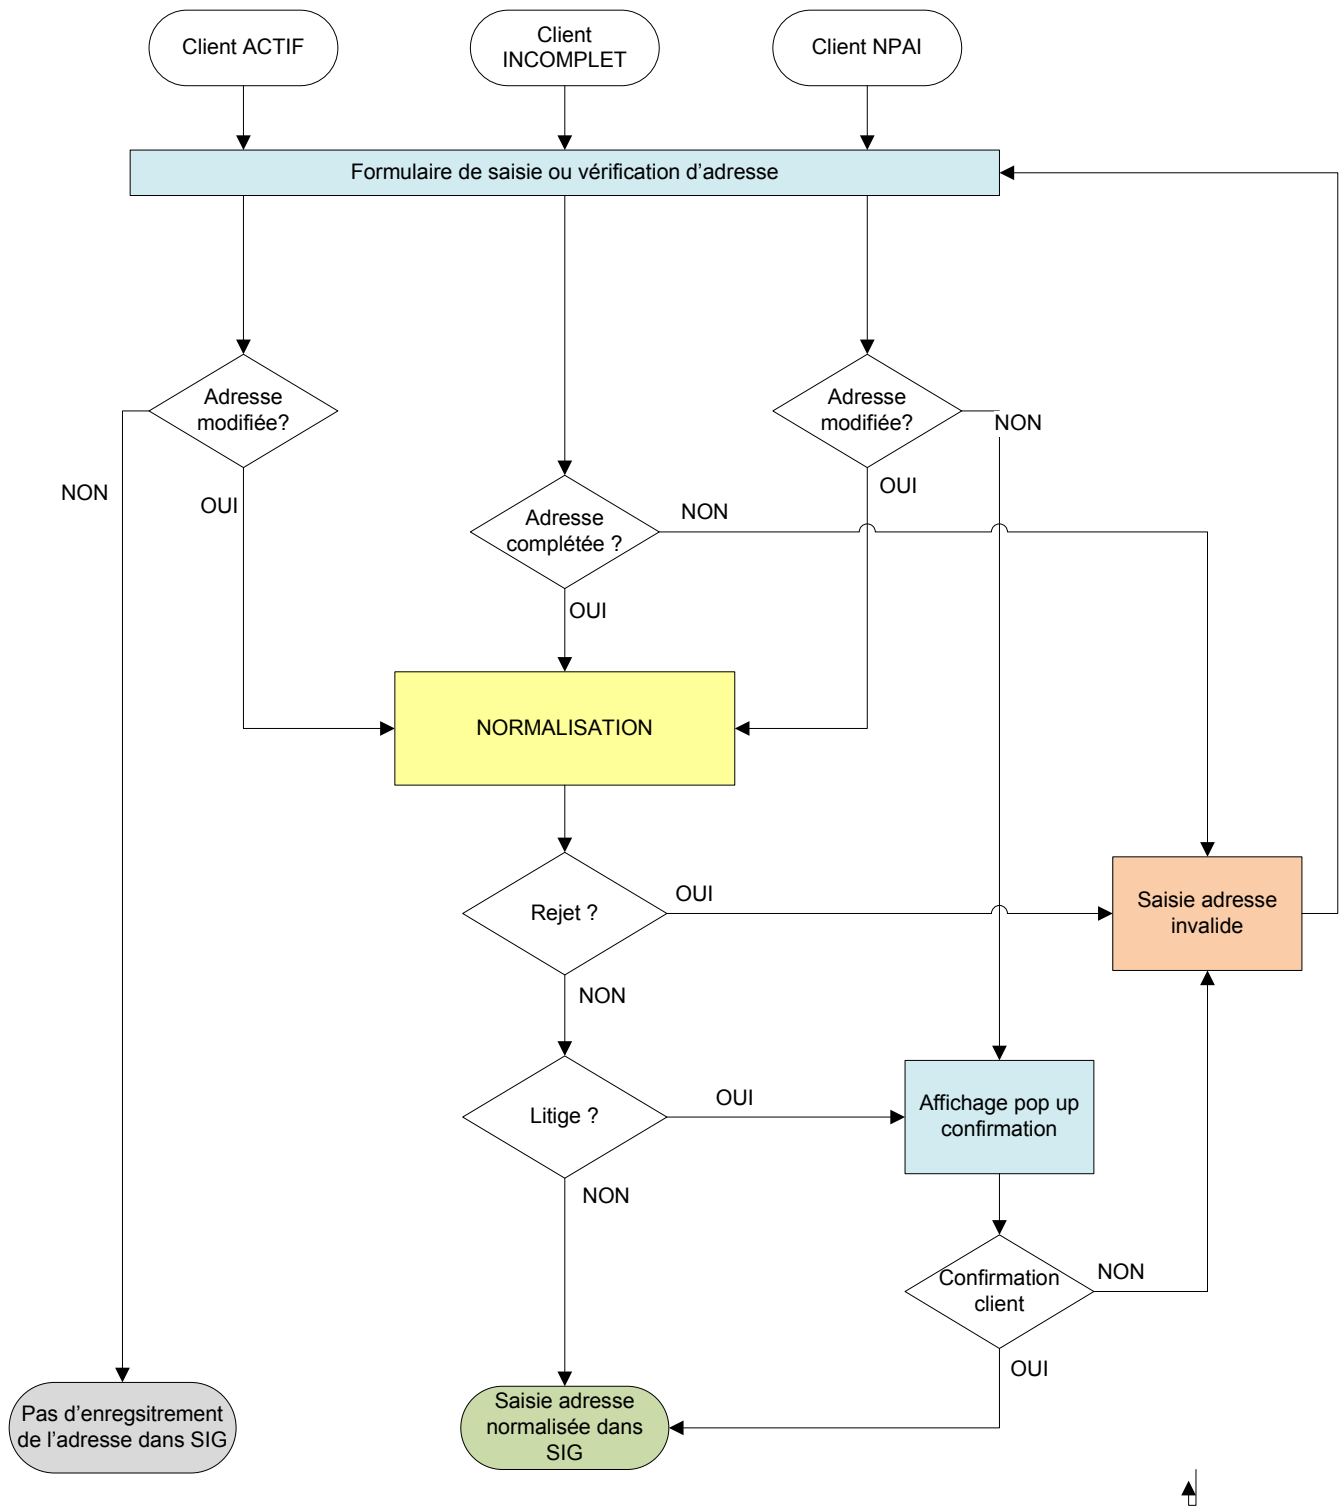 Client ACTIF
Client
INCOMPLET
Client NPAI
Formulaire de saisie ou vérification d'adresse
Adresse
modifiée?
Adresse
modifiée?
NON
NON
OUI
OUI
Adresse
complétée ?
NON
OUI
NORMALISATION
Rejet ?
OUI
Saisie adresse
invalide
NON
Litige ?
OUI
Affichage pop up
confirmation
NON
Confirmation
client
NON
OUI
Pas d'enregsitrement
de l'adresse dans SIG
Saisie adresse
normalisée dans
SIG